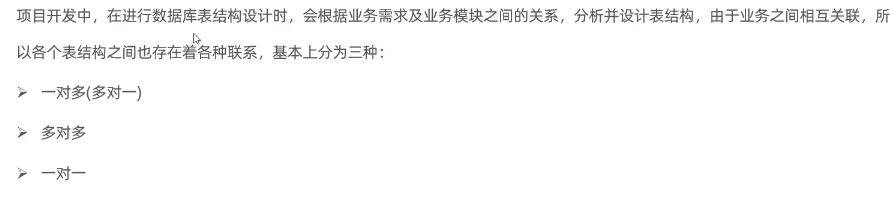 项目开发中，在进行数据库表结构设计时，会根据业务需求及业务模块之间的关系，分析并设计表结构，由于业务之间相互关联，所
以各个表结构之间也存在着各种联系，基本上分为三种：
➢ 一对多(多对一)
➢ 多对多
➢ 一对一